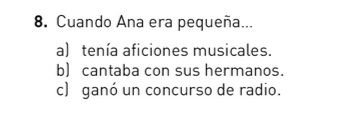 8. Cuando Ana era pequeña...
a) tenía aficiones musicales.
b) cantaba con sus hermanos.
c) ganó un concurso de radio.